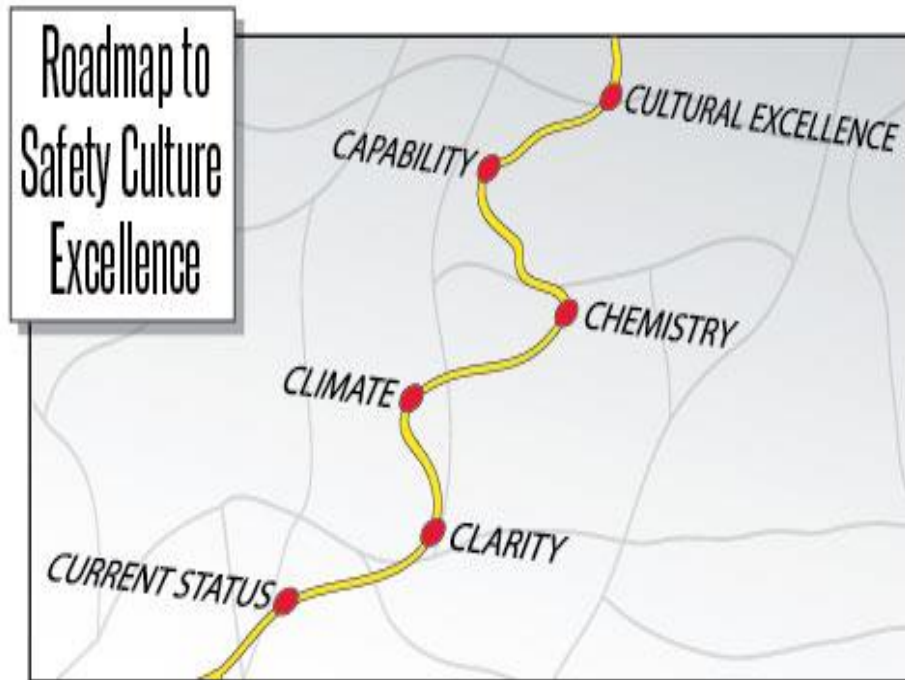 Roadmap to
Safety Culture
Excellence
CULTURAL EXCELLENCE
CAPABILITY
CHEMISTRY
CLIMATE
CLARITY
CURRENT STATUS